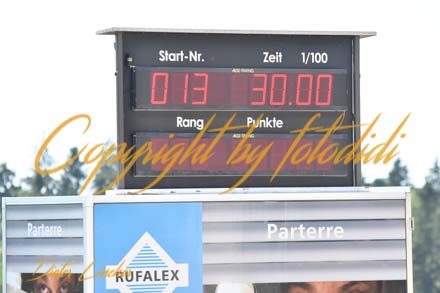 Start-Nr. Zeit 1/100
013 30.00
Rang Punkte
Copyright by fotodidi
Parterre Parterre
RUFALEX